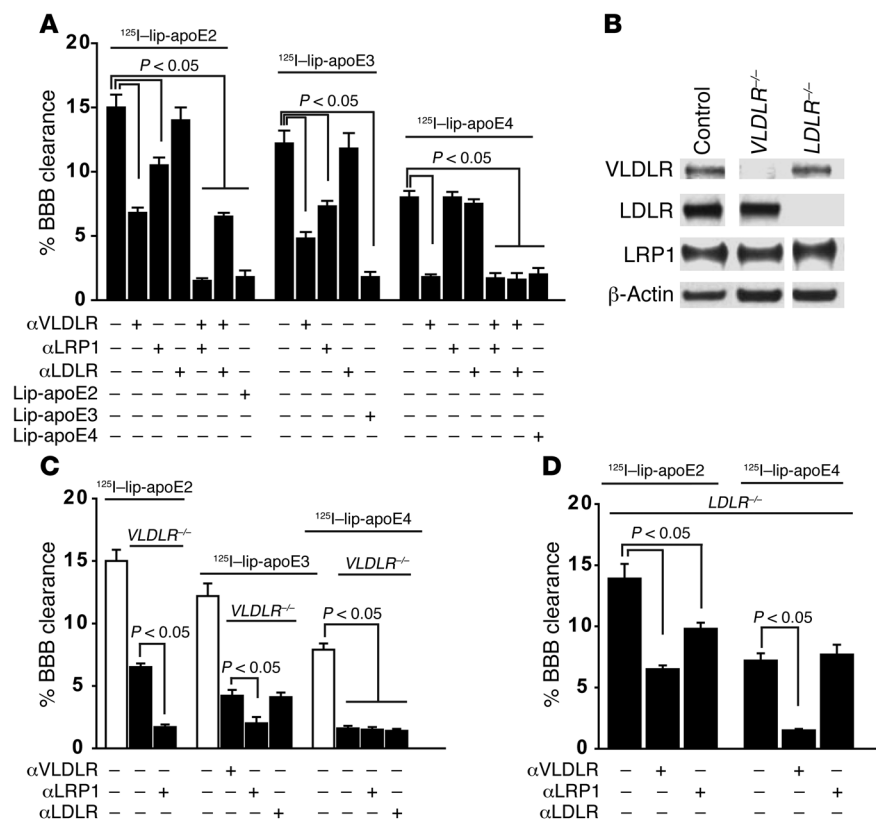 A
¹²⁵I–lip-apoE2
¹²⁵I–lip-apoE3
¹²⁵I–lip-apoE4
P < 0.05
P < 0.05
P < 0.05
% BBB clearance
20
15
10
5
0
αVLDLR – + – – + + – – + – – – – + – – + + –
αLRP1 – – + – + – – – – + – – – – + – + – –
αLDLR – – – + – + – – – – + – – – – + – + –
Lip-apoE2 – – – – – – + – – – – – – – – – – – –
Lip-apoE3 – – – – – – – – – – – + – – – – – – –
Lip-apoE4 – – – – – – – – – – – – – – – – – – +
B
Control
VLDLR–/–
LDLR–/–
VLDLR
LDLR
LRP1
β-Actin
C
¹²⁵I–lip-apoE2
VLDLR–/–
¹²⁵I–lip-apoE3
VLDLR–/–
¹²⁵I–lip-apoE4
VLDLR–/–
P < 0.05
P < 0.05
P < 0.05
% BBB clearance
20
15
10
5
0
αVLDLR – – – – + – – – – – –
αLRP1 – – + – – + – – – + –
αLDLR – – – – – – + – – – +
D
¹²⁵I–lip-apoE2
¹²⁵I–lip-apoE4
LDLR–/–
P < 0.05
P < 0.05
% BBB clearance
20
15
10
5
0
αVLDLR – + – – + –
αLRP1 – – + – – +
αLDLR – – – – – –